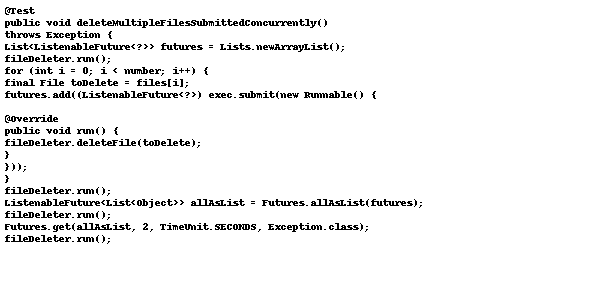 @Test
public void deleteMultipleFilesSubmittedConcurrently()
throws Exception {
List<ListenableFuture<?>> futures = Lists.newArrayList();
fileDeleter.run();
for (int i = 0; i < number; i++) {
final File toDelete = files[i];
futures.add((ListenableFuture<?>) exec.submit(new Runnable() {
@Override
public void run() {
fileDeleter.deleteFile(toDelete);
}
}));
}
fileDeleter.run();
ListenableFuture<List<Object>> allAsList = Futures.allAsList(futures);
fileDeleter.run();
Futures.get(allAsList, 2, TimeUnit.SECONDS, Exception.class);
fileDeleter.run();